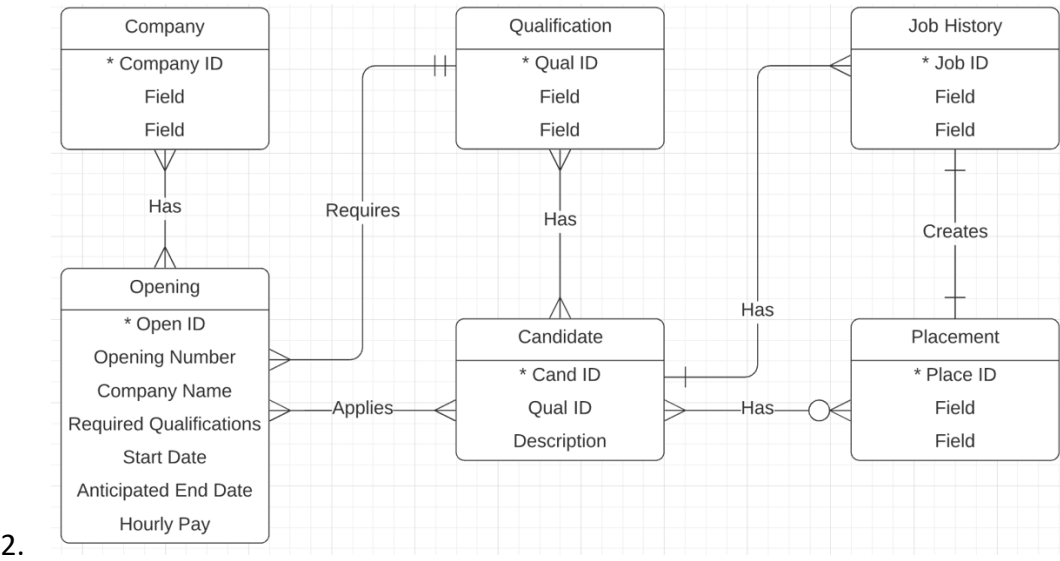 Company
* Company ID
Field
Field
Qualification
* Qual ID
Field
Field
Job History
* Job ID
Field
Field
Has
Requires
Has
Creates
Has
Opening
* Open ID
Opening Number
Company Name
Required Qualifications
Start Date
Anticipated End Date
Hourly Pay
Applies
Candidate
* Cand ID
Qual ID
Description
Has
Placement
* Place ID
Field
Field
2.